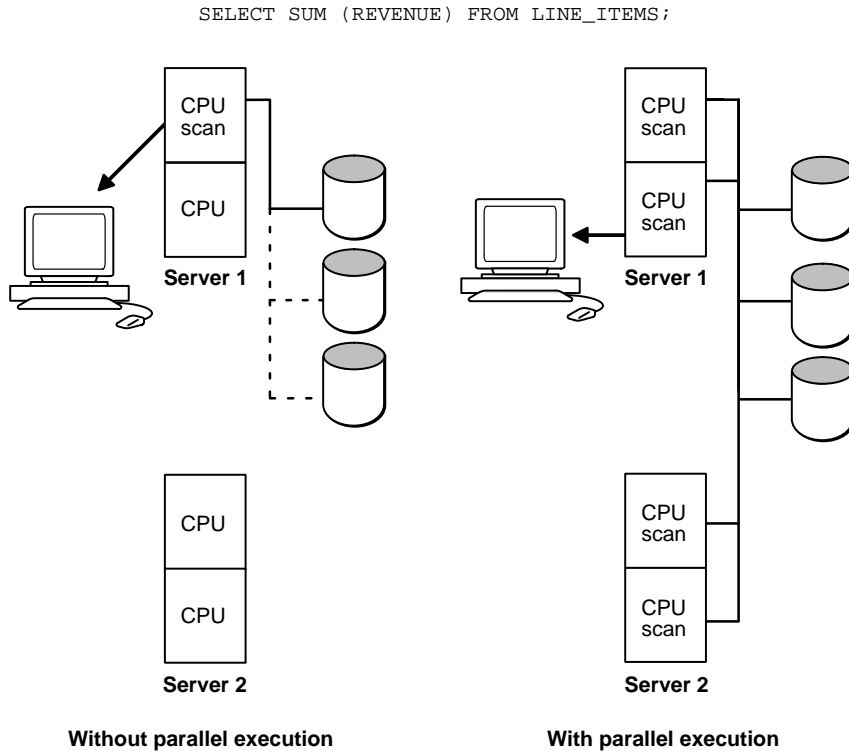 SELECT SUM (REVENUE) FROM LINE_ITEMS;
CPU
scan
CPU
Server 1
CPU
CPU
Server 2
Without parallel execution
CPU
scan
CPU
scan
Server 1
CPU
scan
CPU
scan
Server 2
With parallel execution